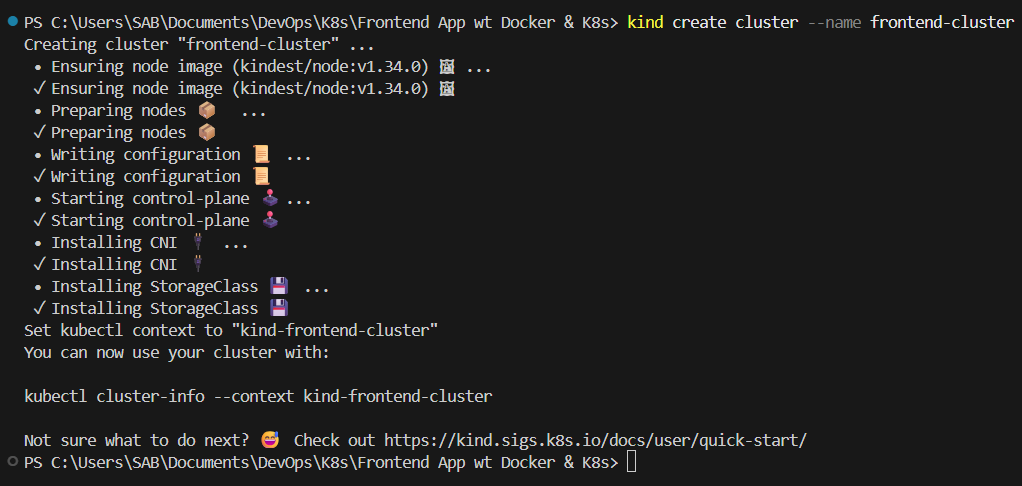 PS C:\Users\SAB\Documents\DevOps\K8s\Frontend App wt Docker & K8s> kind create cluster --name frontend-cluster
Creating cluster "frontend-cluster" ...
• Ensuring node image (kindest/node:v1.34.0) 🖼 ...
✓ Ensuring node image (kindest/node:v1.34.0) 🖼
• Preparing nodes 📦 ...
✓ Preparing nodes 📦
• Writing configuration 📜 ...
✓ Writing configuration 📜
• Starting control-plane 🕹️ ...
✓ Starting control-plane 🕹️
• Installing CNI 🔌 ...
✓ Installing CNI 🔌
• Installing StorageClass 💾 ...
✓ Installing StorageClass 💾
Set kubectl context to "kind-frontend-cluster"
You can now use your cluster with:
kubectl cluster-info --context kind-frontend-cluster
Not sure what to do next? 😅 Check out https://kind.sigs.k8s.io/docs/user/quick-start/
PS C:\Users\SAB\Documents\DevOps\K8s\Frontend App wt Docker & K8s>